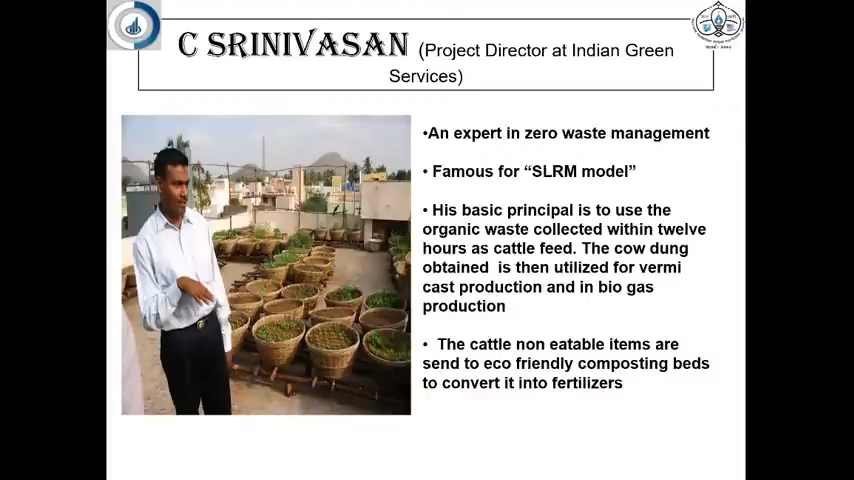 C SRINIVASAN (Project Director at Indian Green
Services)
•An expert in zero waste management
• Famous for “SLRM model”
• His basic principal is to use the
organic waste collected within twelve
hours as cattle feed. The cow dung
obtained is then utilized for vermi
cast production and in bio gas
production
• The cattle non eatable items are
send to eco friendly composting beds
to convert it into fertilizers